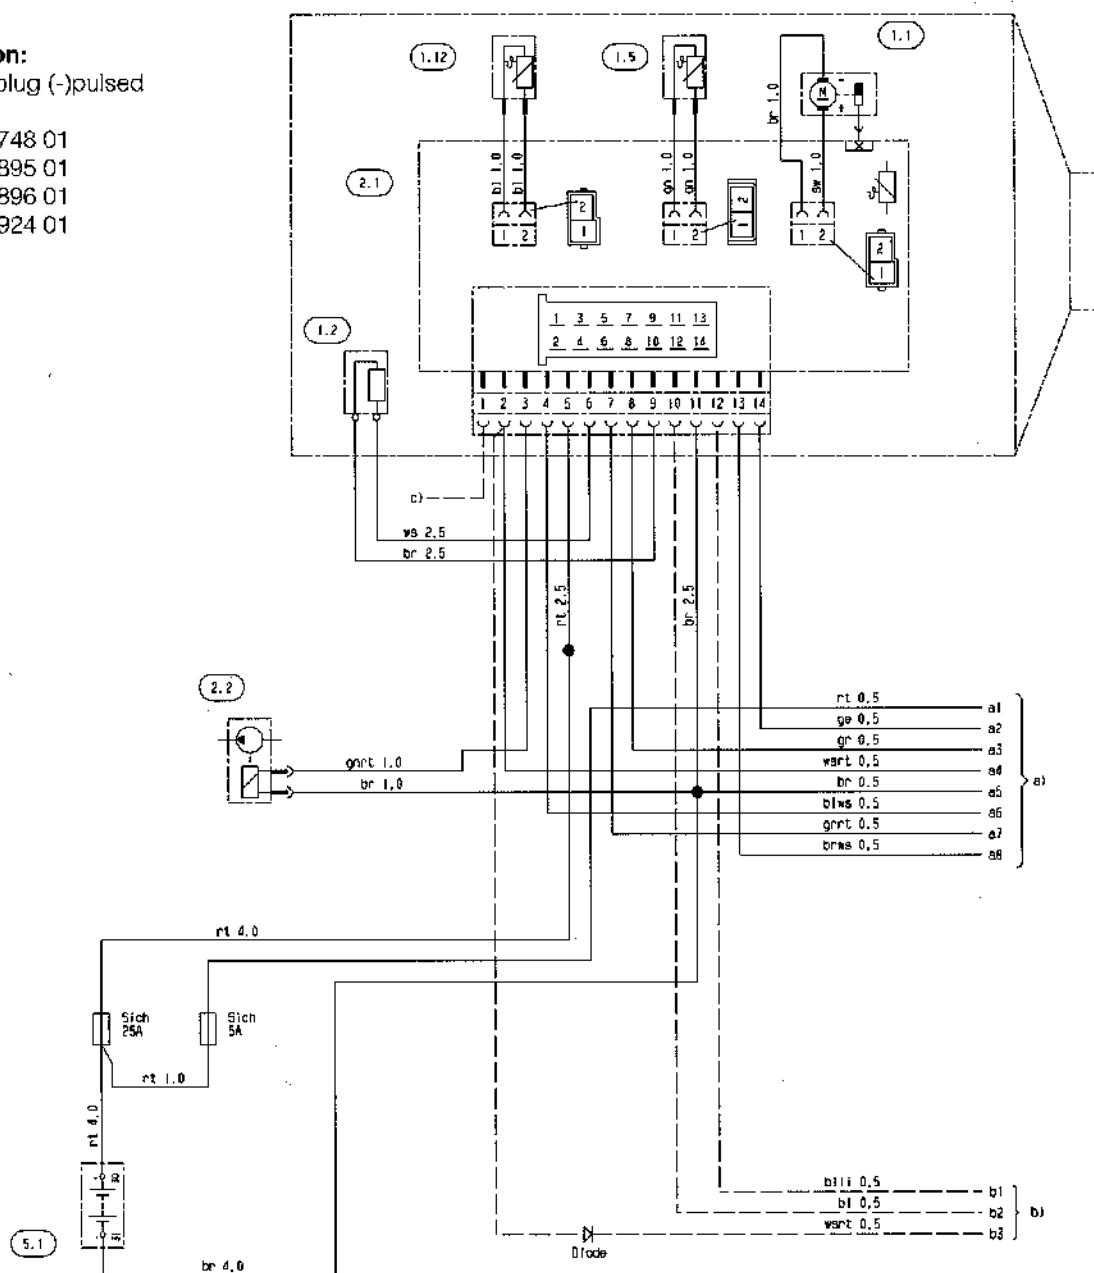 on:
plug (-)pulsed
748 01
895 01
896 01
924 01
1.12
1.5
1.1
2.1
1.2
br 1.0
M
- +
bl 1.0
bl 1.0
gn 1.0
gn 1.0
sw 1.0
1 2
2
1
1 2
2
1
1 2
2
1
1 3 5 7 9 11 13
2 4 6 8 10 12 14
1 2 3 4 5 6 7 8 9 10 11 12 13 14
c)
ws 2.5
br 2.5
rt 2.5
br 2.5
2.2
gnrt 1.0
br 1.0
rt 0.5 a1
ge 0.5 a2
gr 0.5 a3
wsrt 0.5 a4
br 0.5 a5
blws 0.5 a6
grrt 0.5 a7
brws 0.5 a8
a)
rt 4.0
Sich
25A
Sich
5A
rt 1.0
rt 4.0
30
31
5.1
br 4.0
blli 0.5 b1
bl 0.5 b2
wsrt 0.5 b3
b)
Diode